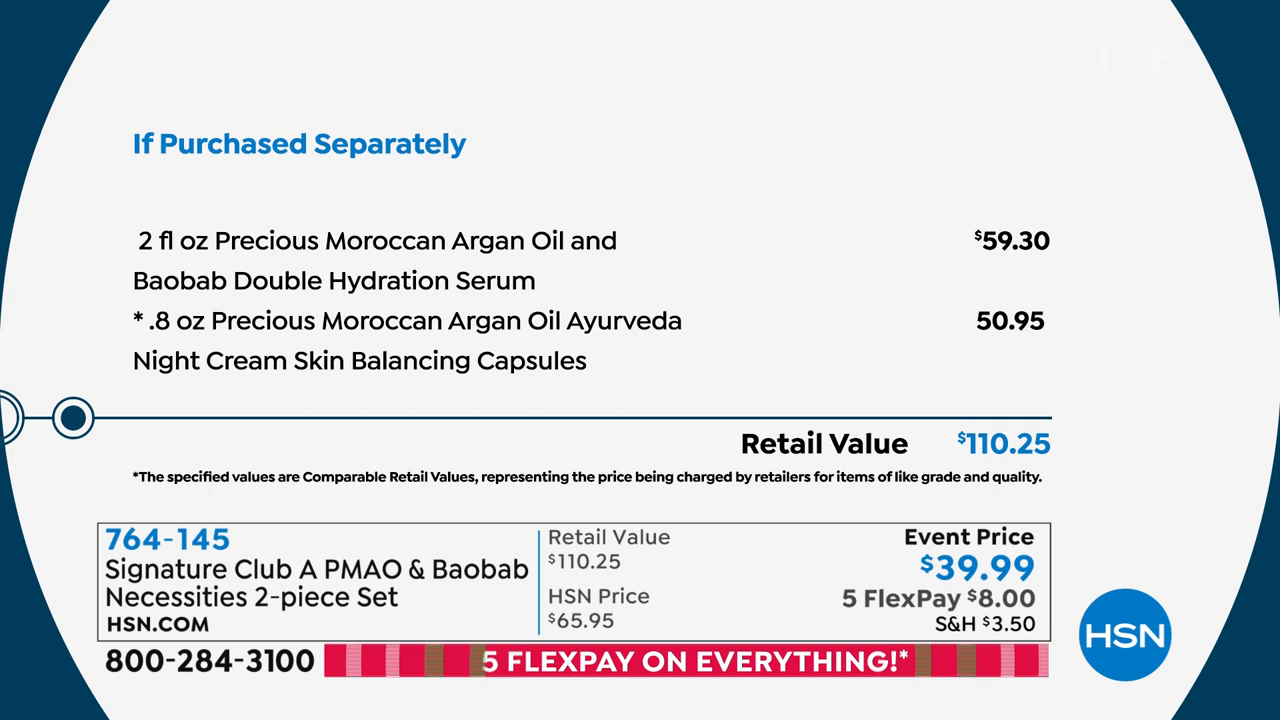 LIVE
If Purchased Separately
2 fl oz Precious Moroccan Argan Oil and $59.30
Baobab Double Hydration Serum
* .8 oz Precious Moroccan Argan Oil Ayurveda 50.95
Night Cream Skin Balancing Capsules
Retail Value $110.25
*The specified values are Comparable Retail Values, representing the price being charged by retailers for items of like grade and quality.
764-145
Signature Club A PMAO & Baobab
Necessities 2-piece Set
HSN.COM
Retail Value
$110.25
HSN Price
$65.95
Event Price
$39.99
5 FlexPay $8.00
S&H $3.50
HSN
800-284-3100
5 FLEXPAY ON EVERYTHING!*